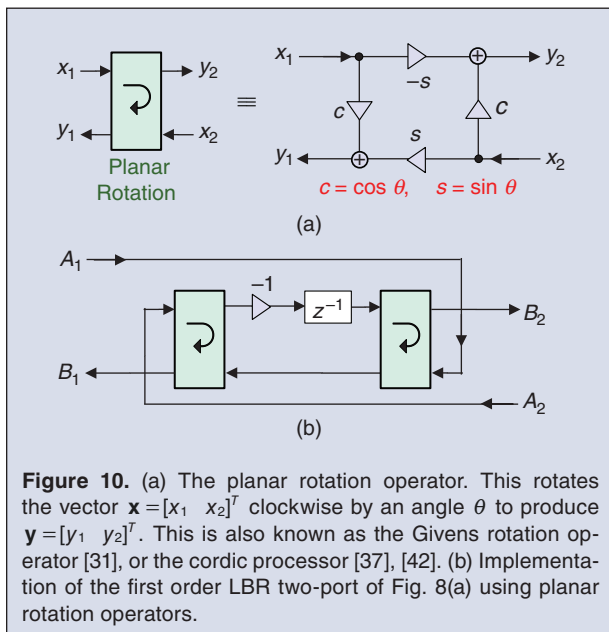 x₁ y₂ x₁ −s y₂
≡ c c
y₁ x₂ y₁ s x₂
Planar
Rotation
c = cos θ, s = sin θ
(a)
A₁
−1
z⁻¹
B₂
B₁
A₂
(b)
Figure 10. (a) The planar rotation operator. This rotates
the vector x = [x₁ x₂]ᵀ clockwise by an angle θ to produce
y = [y₁ y₂]ᵀ. This is also known as the Givens rotation op-
erator [31], or the cordic processor [37], [42]. (b) Implementa-
tion of the first order LBR two-port of Fig. 8(a) using planar
rotation operators.